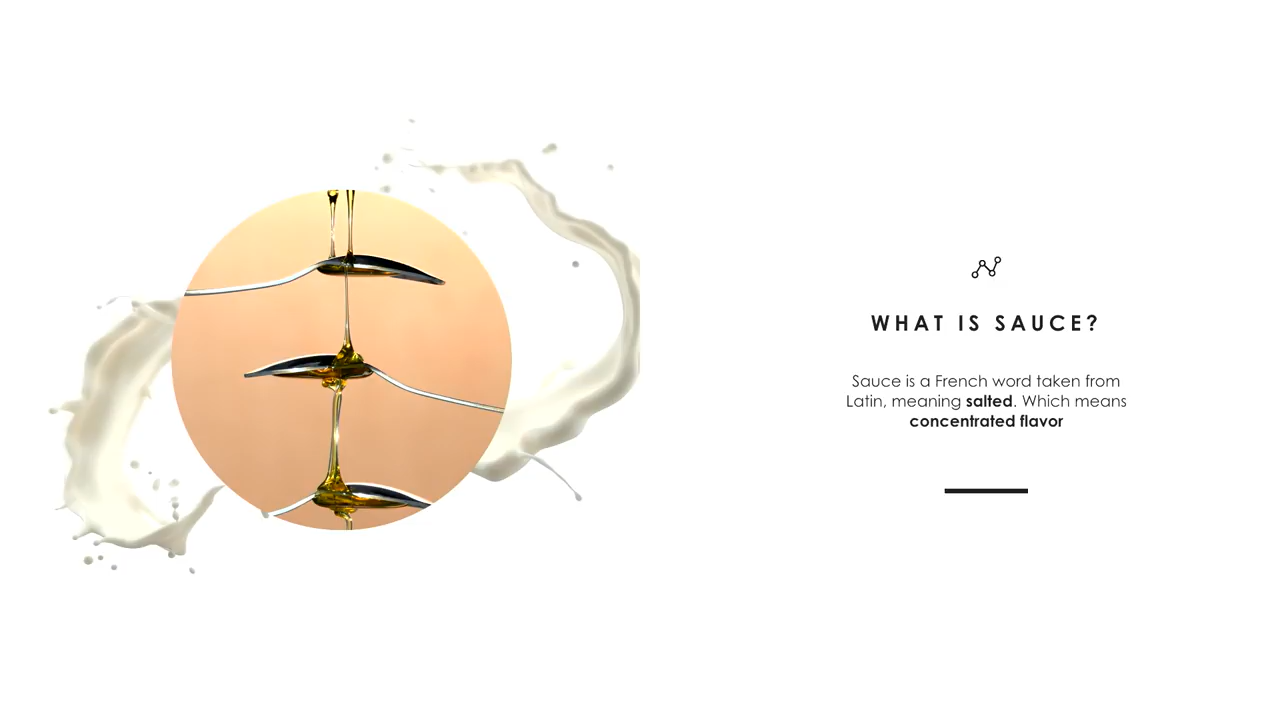 WHAT IS SAUCE?
Sauce is a French word taken from
Latin, meaning salted. Which means
concentrated flavor